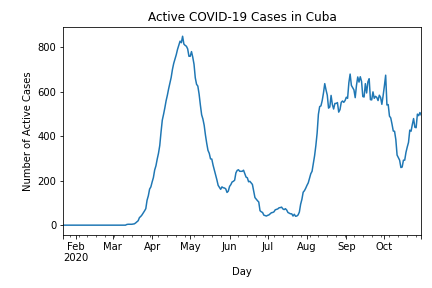 Active COVID-19 Cases in Cuba
Number of Active Cases
800
600
400
200
0
Feb Mar Apr May Jun Jul Aug Sep Oct
2020
Day